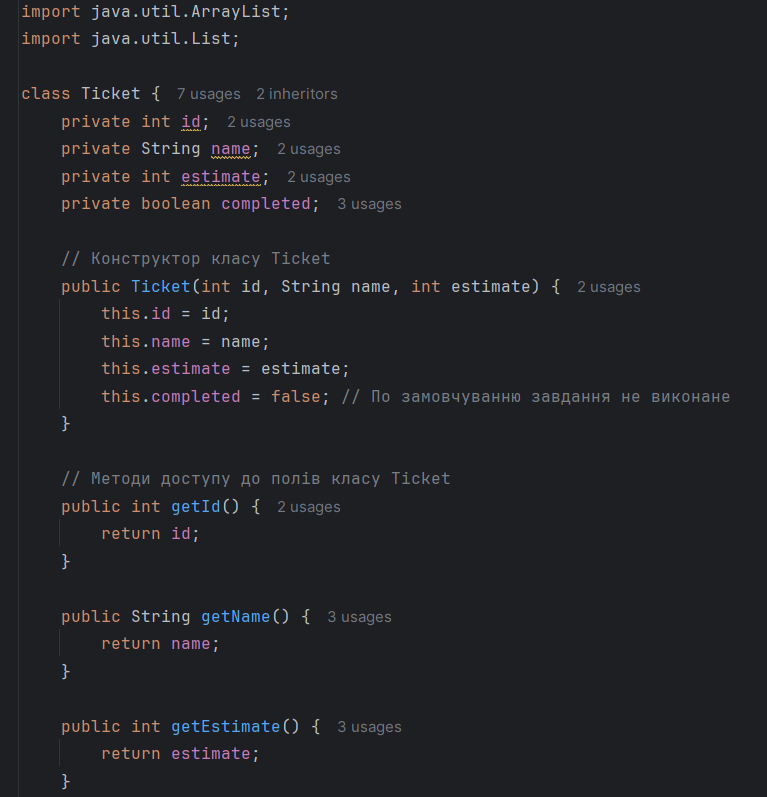 import java.util.ArrayList;
import java.util.List;
class Ticket { 7 usages 2 inheritors
private int id; 2 usages
private String name; 2 usages
private int estimate; 2 usages
private boolean completed; 3 usages
// Конструктор класу Ticket
public Ticket(int id, String name, int estimate) { 2 usages
this.id = id;
this.name = name;
this.estimate = estimate;
this.completed = false; // По замовчуванню завдання не виконане
}
// Методи доступу до полів класу Ticket
public int getId() { 2 usages
return id;
}
public String getName() { 3 usages
return name;
}
public int getEstimate() { 3 usages
return estimate;
}